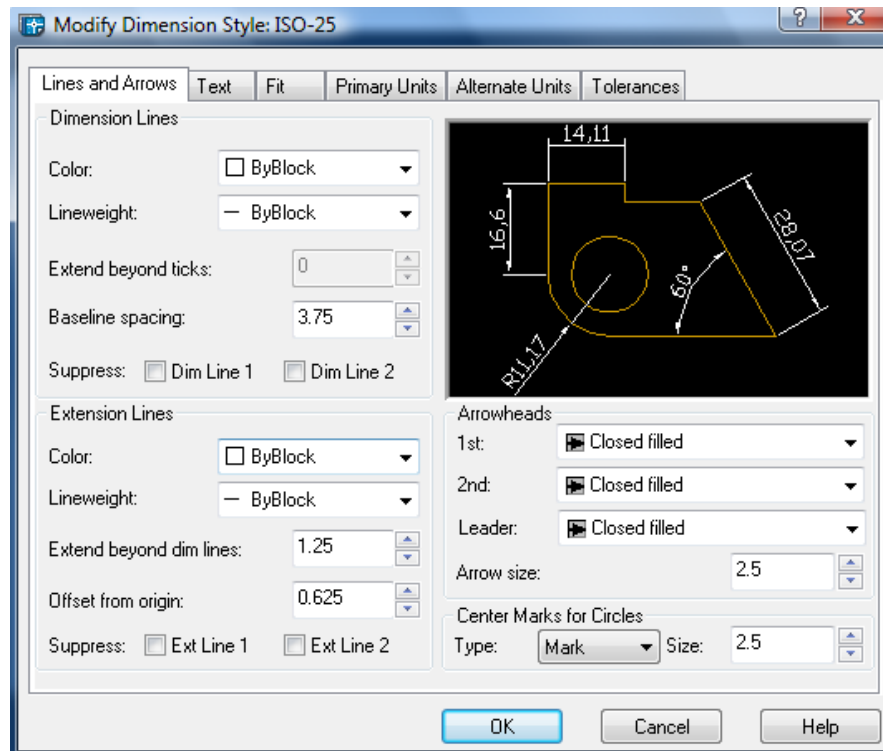 Modify Dimension Style: ISO-25
?
X
Lines and Arrows Text Fit Primary Units Alternate Units Tolerances
Dimension Lines
Color: ByBlock
Lineweight: ByBlock
Extend beyond ticks: 0
Baseline spacing: 3.75
Suppress: Dim Line 1 Dim Line 2
14,11
16,6
28,07
60°
R11,17
Extension Lines
Color: ByBlock
Lineweight: ByBlock
Extend beyond dim lines: 1.25
Offset from origin: 0.625
Suppress: Ext Line 1 Ext Line 2
Arrowheads
1st: Closed filled
2nd: Closed filled
Leader: Closed filled
Arrow size: 2.5
Center Marks for Circles
Type: Mark Size: 2.5
OK Cancel Help